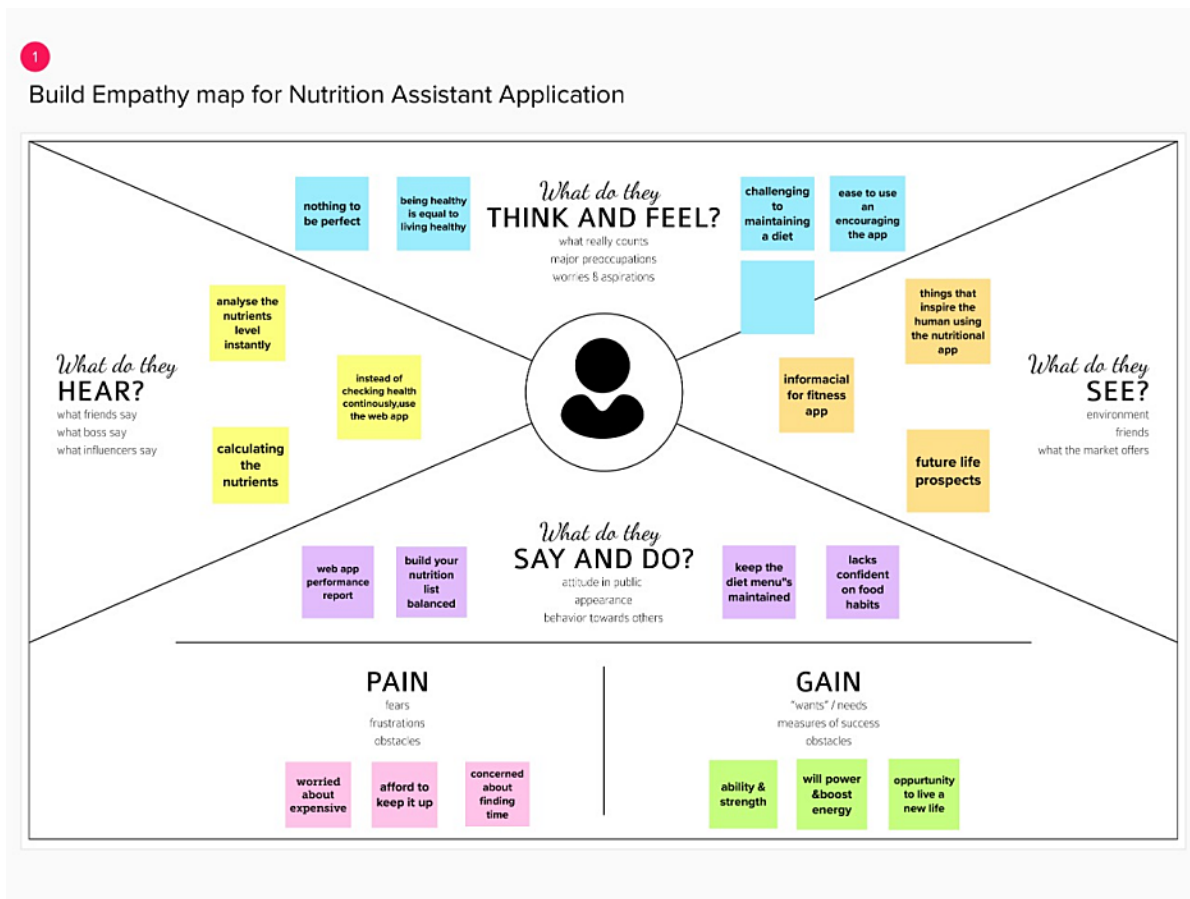 1
Build Empathy map for Nutrition Assistant Application
What do they
THINK AND FEEL?
what really counts
major preoccupations
worries & aspirations
nothing to
be perfect
being healthy
is equal to
living healthy
challenging
to
maintaining
a diet
ease to use
an
encouraging
the app
What do they
HEAR?
what friends say
what boss say
what influencers say
analyse the
nutrients
level
instantly
instead of
checking health
continously,use
the web app
calculating
the
nutrients
What do they
SEE?
environment
friends
what the market offers
things that
inspire the
human using
the nutritional
app
informacial
for fitness
app
future life
prospects
What do they
SAY AND DO?
attitude in public
appearance
behavior towards others
web app
performance
report
build your
nutrition
list
balanced
keep the
diet menu"s
maintained
lacks
confident
on food
habits
PAIN
fears
frustrations
obstacles
worried
about
expensive
afford to
keep it up
concerned
about
finding
time
GAIN
"wants" / needs
measures of success
obstacles
ability &
strength
will power
&boost
energy
oppurtunity
to live a
new life